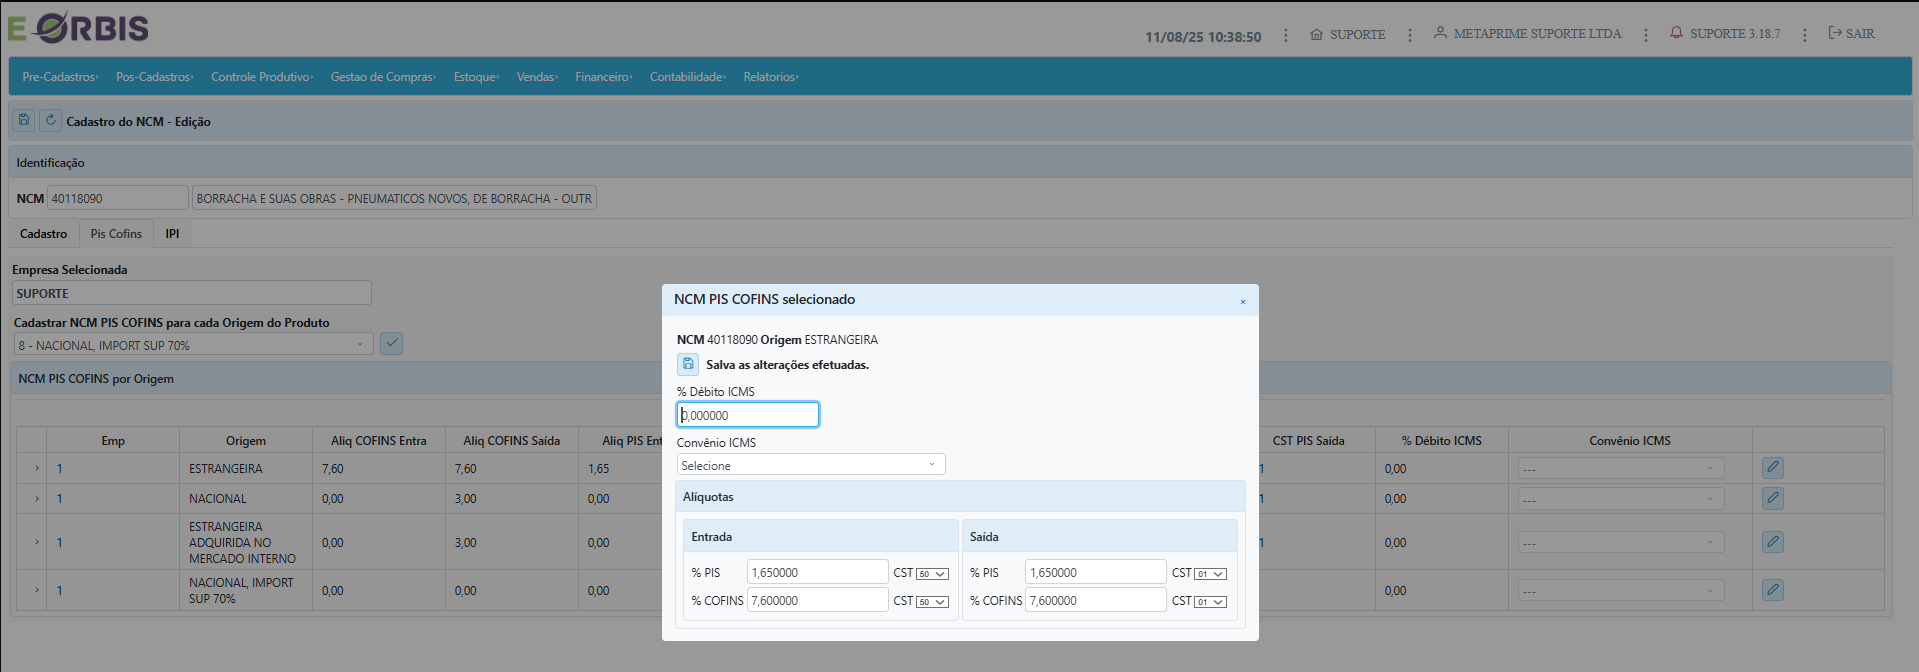 E ORBIS
11/08/25 10:38:50
SUPORTE
METAPRIME SUPORTE LTDA
SUPORTE 3.18.7
SAIR
Pre-Cadastros
Pos-Cadastros
Controle Produtivo
Gestao de Compras
Estoque
Vendas
Financeiro
Contabilidade
Relatorios
Cadastro do NCM - Edição
Identificação
NCM 40118090 BORRACHA E SUAS OBRAS - PNEUMATICOS NOVOS, DE BORRACHA - OUTR
Cadastro Pis Cofins IPI
Empresa Selecionada
SUPORTE
Cadastrar NCM PIS COFINS para cada Origem do Produto
8 - NACIONAL, IMPORT SUP 70%
NCM PIS COFINS por Origem
Emp Origem Aliq COFINS Entra Aliq COFINS Saída Aliq PIS Ent CST PIS Saída % Débito ICMS Convênio ICMS
1 ESTRANGEIRA 7,60 7,60 1,65 1 0,00 ---
1 NACIONAL 0,00 3,00 0,00 1 0,00 ---
1 ESTRANGEIRA ADQUIRIDA NO MERCADO INTERNO 0,00 3,00 0,00 1 0,00 ---
1 NACIONAL, IMPORT SUP 70% 0,00 0,00 0,00 0,00 ---
NCM PIS COFINS selecionado ×
NCM 40118090 Origem ESTRANGEIRA
Salva as alterações efetuadas.
% Débito ICMS
0,000000
Convênio ICMS
Selecione
Alíquotas
Entrada
% PIS 1,650000 CST 50
% COFINS 7,600000 CST 50
Saída
% PIS 1,650000 CST 01
% COFINS 7,600000 CST 01